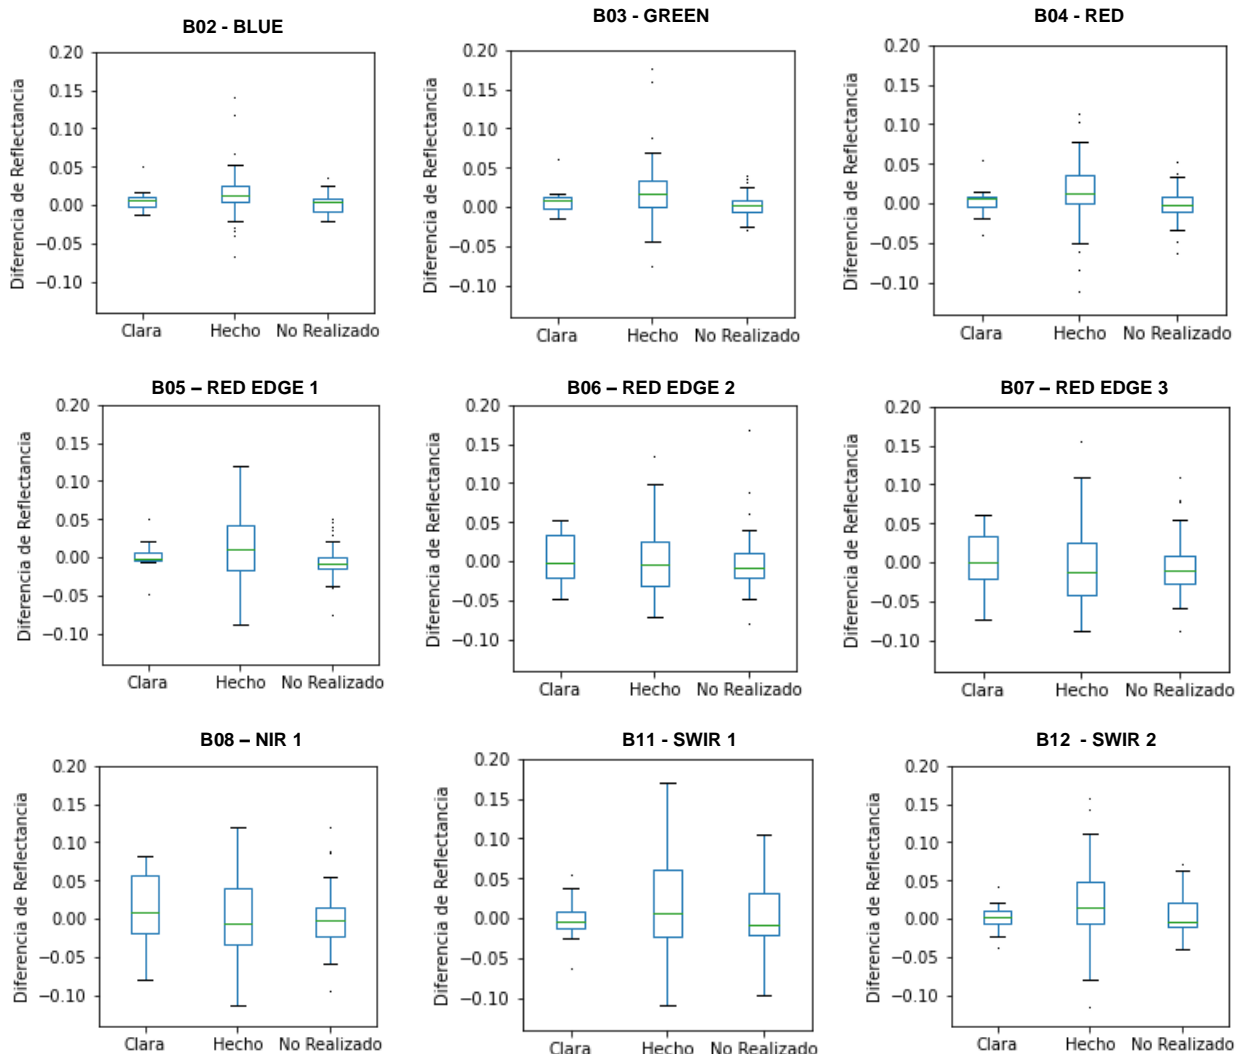 B02 - BLUE
0.20
0.15
0.10
0.05
0.00
−0.05
−0.10
Diferencia de Reflectancia
Clara Hecho No Realizado
B03 - GREEN
0.20
0.15
0.10
0.05
0.00
−0.05
−0.10
Diferencia de Reflectancia
Clara Hecho No Realizado
B04 - RED
0.20
0.15
0.10
0.05
0.00
−0.05
−0.10
Diferencia de Reflectancia
Clara Hecho No Realizado
B05 – RED EDGE 1
0.20
0.15
0.10
0.05
0.00
−0.05
−0.10
Diferencia de Reflectancia
Clara Hecho No Realizado
B06 – RED EDGE 2
0.20
0.15
0.10
0.05
0.00
−0.05
−0.10
Diferencia de Reflectancia
Clara Hecho No Realizado
B07 – RED EDGE 3
0.20
0.15
0.10
0.05
0.00
−0.05
−0.10
Diferencia de Reflectancia
Clara Hecho No Realizado
B08 – NIR 1
0.20
0.15
0.10
0.05
0.00
−0.05
−0.10
Diferencia de Reflectancia
Clara Hecho No Realizado
B11 - SWIR 1
0.20
0.15
0.10
0.05
0.00
−0.05
−0.10
Diferencia de Reflectancia
Clara Hecho No Realizado
B12 - SWIR 2
0.20
0.15
0.10
0.05
0.00
−0.05
−0.10
Diferencia de Reflectancia
Clara Hecho No Realizado